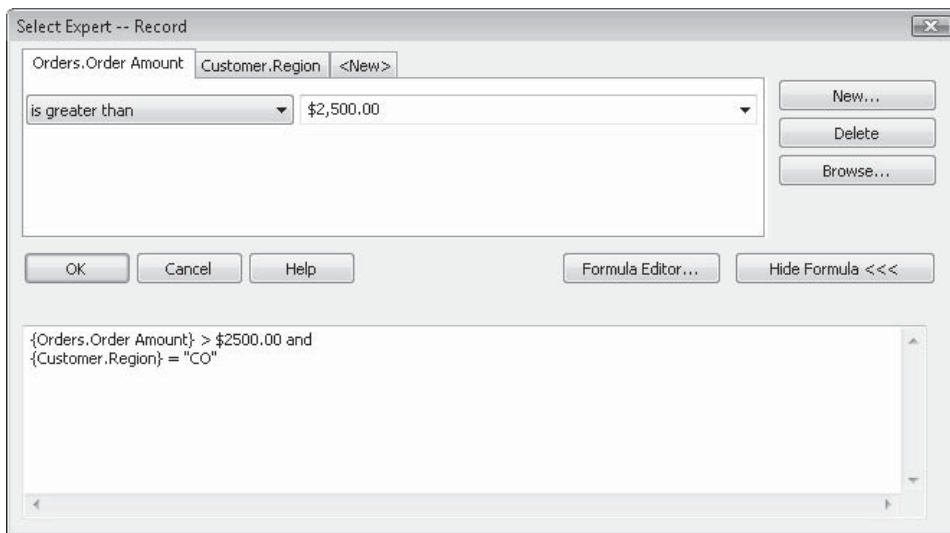 Select Expert -- Record
Orders.Order Amount Customer.Region <New>
is greater than $2,500.00
New...
Delete
Browse...
OK Cancel Help Formula Editor... Hide Formula <<<
{Orders.Order Amount} > $2500.00 and
{Customer.Region} = "CO"